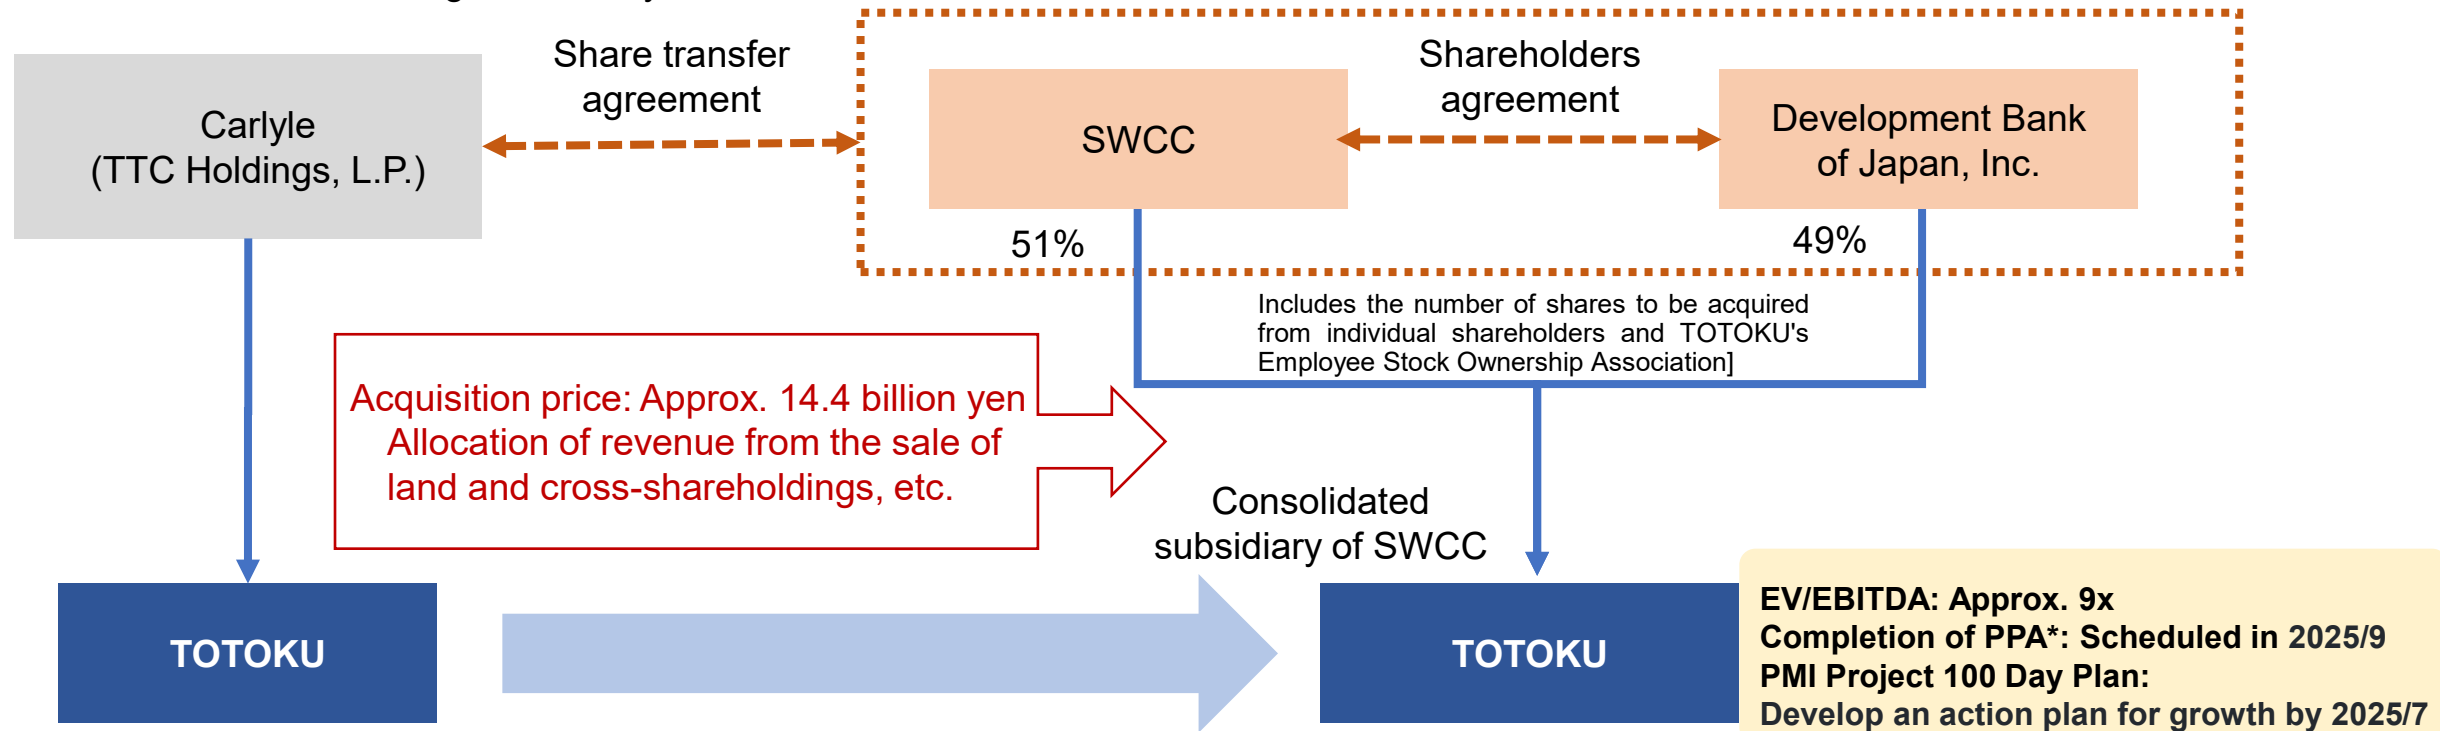 Share transfer
agreement
Shareholders
agreement
Carlyle
(TTC Holdings, L.P.)
SWCC
Development Bank
of Japan, Inc.
51%
49%
Includes the number of shares to be acquired
from individual shareholders and TOTOKU's
Employee Stock Ownership Association]
Acquisition price: Approx. 14.4 billion yen
Allocation of revenue from the sale of
land and cross-shareholdings, etc.
Consolidated
subsidiary of SWCC
TOTOKU
TOTOKU
EV/EBITDA: Approx. 9x
Completion of PPA*: Scheduled in 2025/9
PMI Project 100 Day Plan:
Develop an action plan for growth by 2025/7